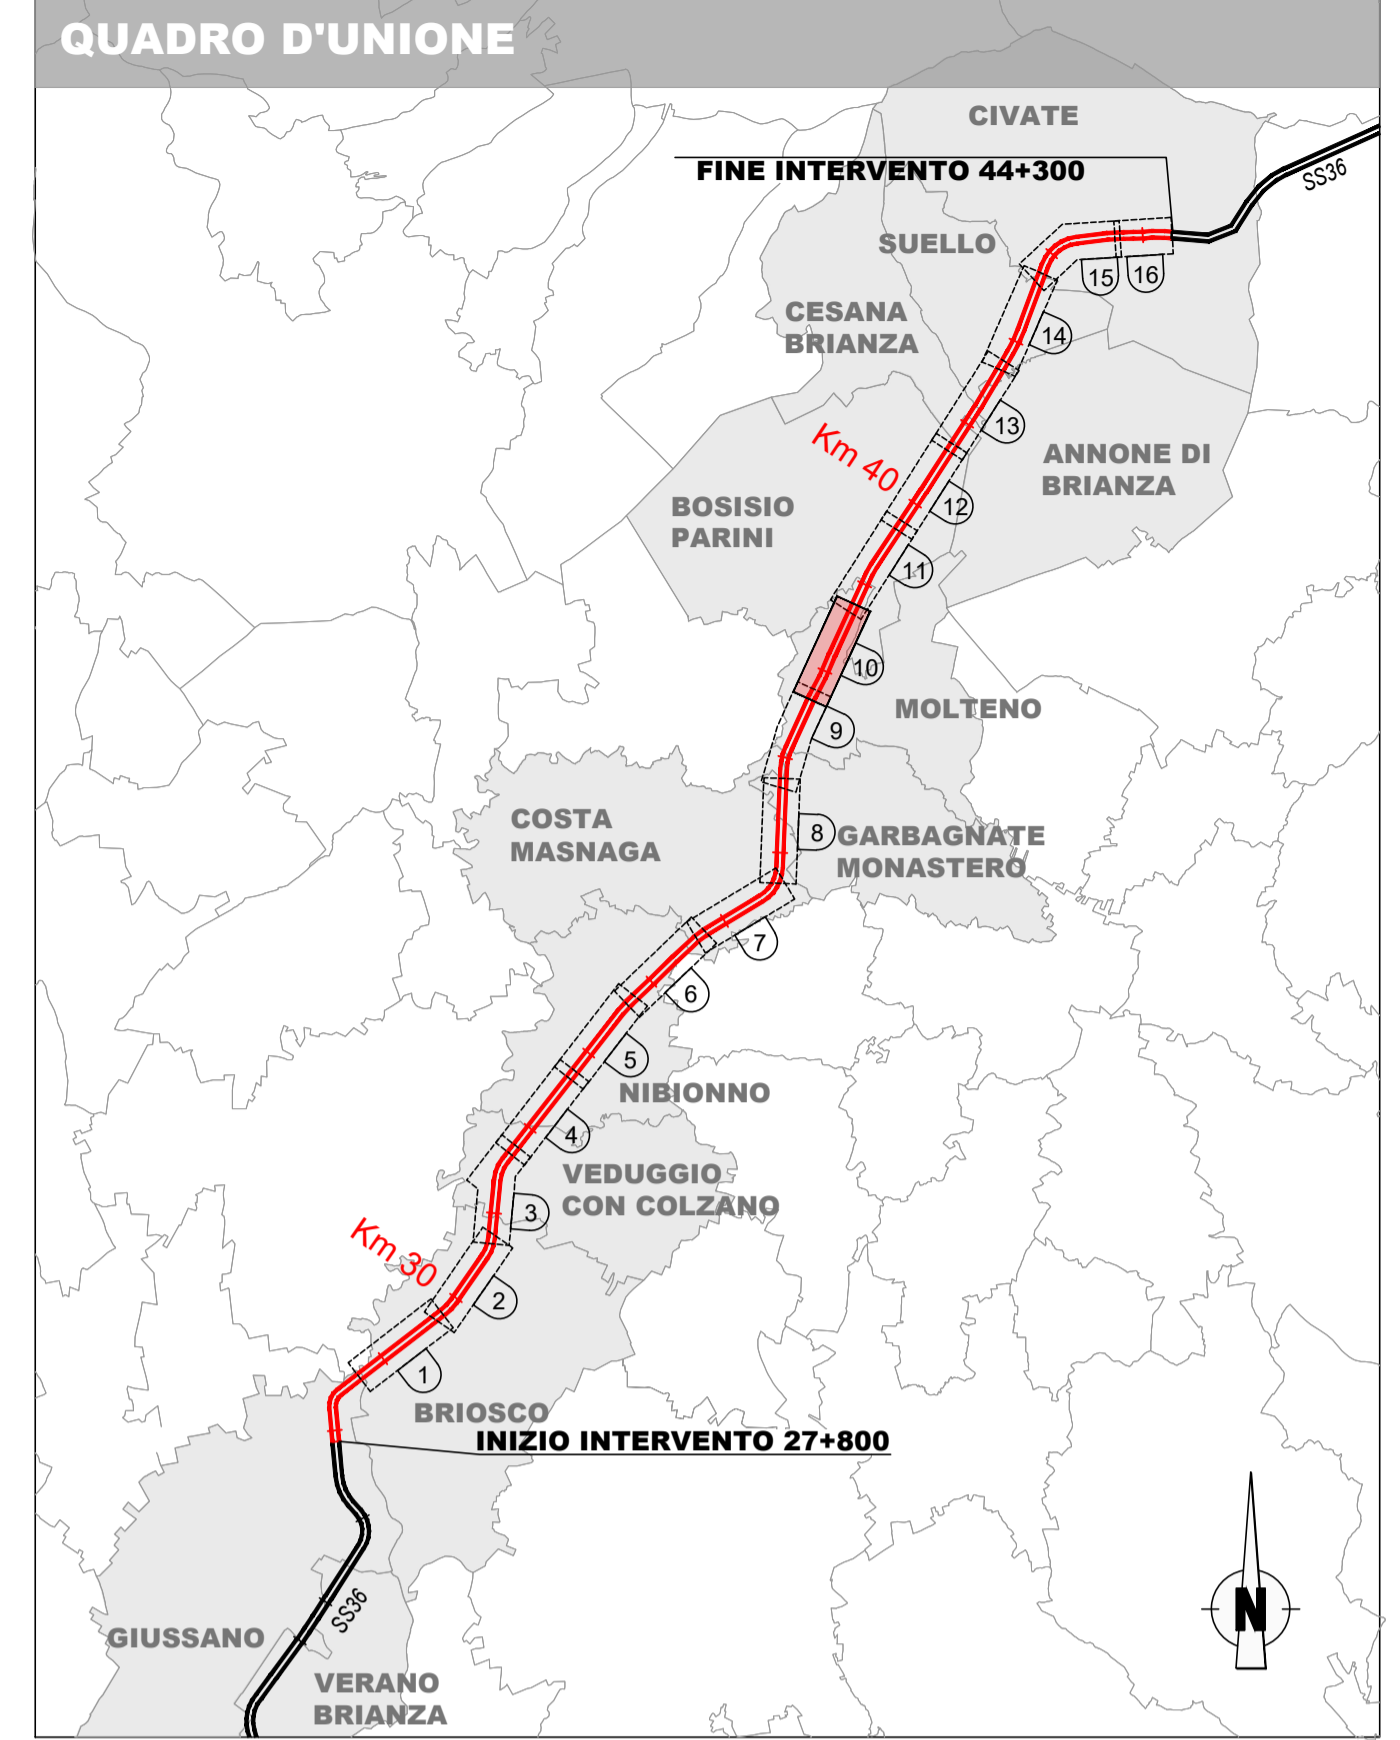 QUADRO D'UNIONE
CIVATE
FINE INTERVENTO 44+300
SS36
SUELLO
15
16
CESANA
BRIANZA
14
13
Km 40
ANNONE DI
BRIANZA
BOSISIO
PARINI
12
11
10
MOLTENO
9
COSTA
MASNAGA
8
GARBAGNATE
MONASTERO
7
6
5
NIBIONNO
4
VEDUGGIO
CON COLZANO
3
Km 30
2
1
BRIOSCO
INIZIO INTERVENTO 27+800
SS36
GIUSSANO
VERANO
BRIANZA
N